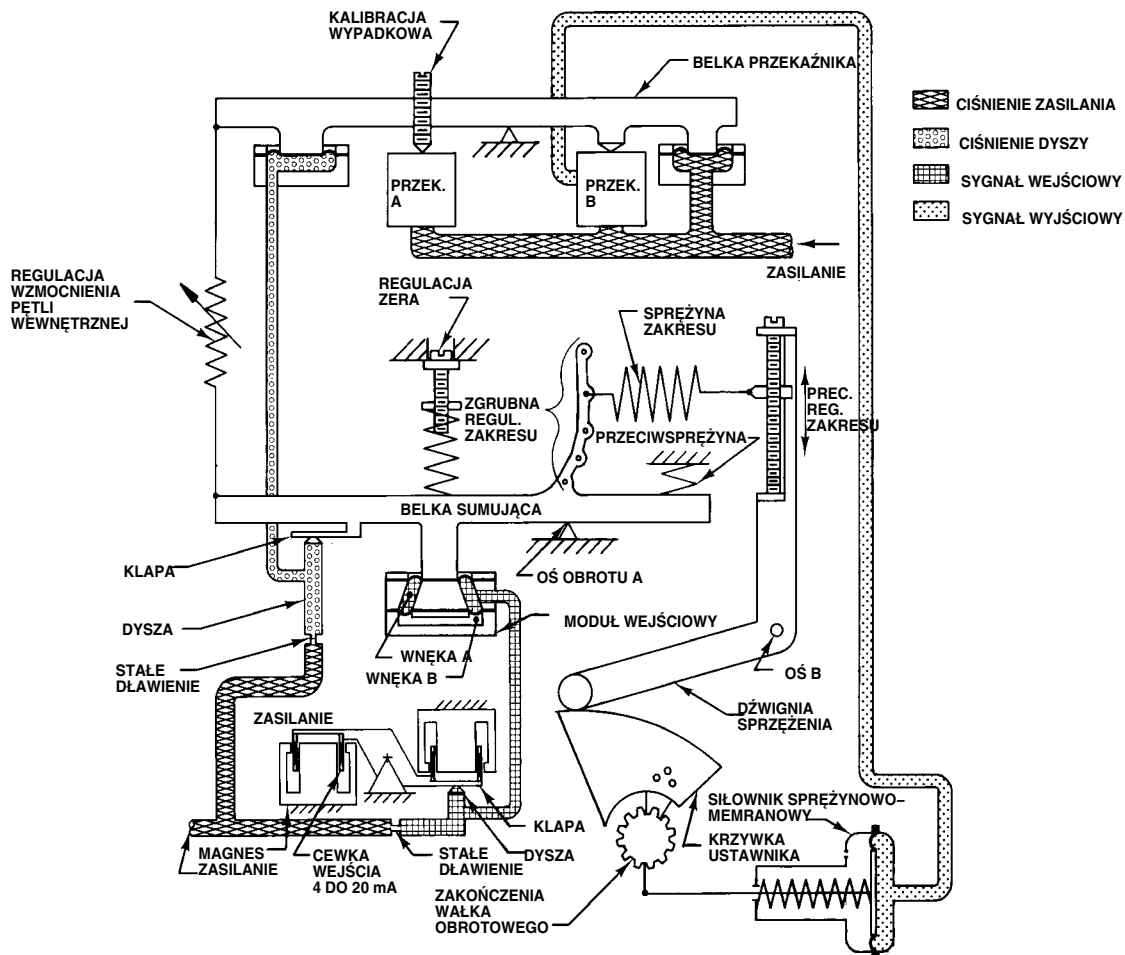 KALIBRACJA
WYPADKOWA
BELKA PRZEKAŹNIKA
CIŚNIENIE ZASILANIA
CIŚNIENIE DYSZY
SYGNAŁ WEJŚCIOWY
SYGNAŁ WYJŚCIOWY
PRZEK.
A
PRZEK.
B
ZASILANIE
REGULACJA
WZMOCNIENIA
PĘTLI
WEWNĘTRZNEJ
REGULACJA
ZERA
SPRĘŻYNA
ZAKRESU
ZGRUBNA
REGUL.
ZAKRESU
PREC.
REG.
ZAKRESU
PRZECIWSPRĘŻYNA
BELKA SUMUJĄCA
KLAPA
OŚ OBROTU A
DYSZA
MODUŁ WEJŚCIOWY
STAŁE
DŁAWIENIE
WNĘKA A
WNĘKA B
OŚ B
DŹWIGNIA
SPRZĘŻENIA
ZASILANIE
SIŁOWNIK SPRĘŻYNOWO–
MEMRANOWY
KLAPA
KRZYWKA
USTAWNIKA
MAGNES
ZASILANIE
CEWKA
WEJŚCIA
4 DO 20 mA
STAŁE
DŁAWIENIE
DYSZA
ZAKOŃCZENIA
WAŁKA
OBROTOWEGO